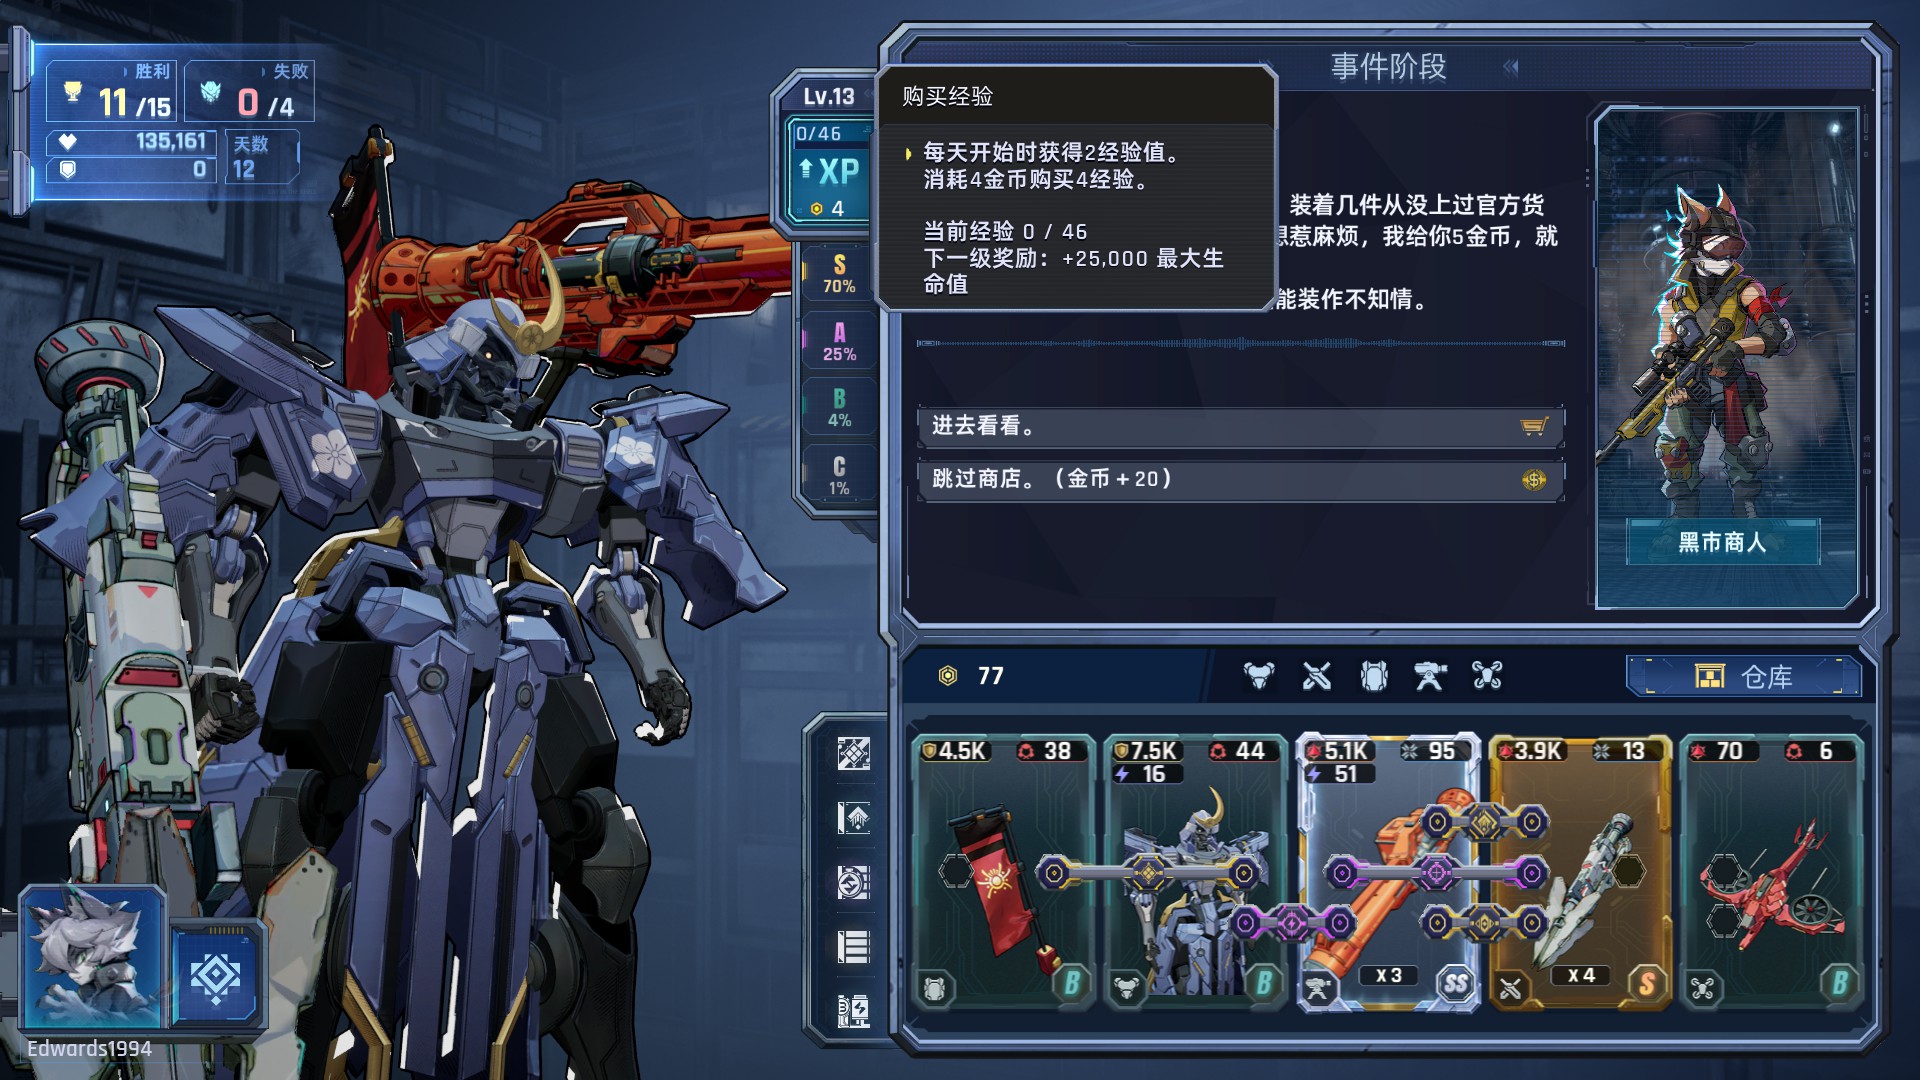 胜利
11/15
失败
0/4
135,161
0
天数
12
Lv.13
0/46
XP
4
S
70%
A
25%
B
4%
C
1%
购买经验
每天开始时获得2经验值。
消耗4金币购买4经验。
当前经验 0 / 46
下一级奖励：+25,000 最大生
命值
事件阶段
装着几件从没上过官方货
想惹麻烦，我给你5金币，就
能装作不知情。
进去看看。
跳过商店。（金币+20）
黑市商人
77
仓库
4.5K
38
B
7.5K
44
16
B
5.1K
95
51
x3
SS
3.9K
13
x4
S
70
6
B
Edwards1994